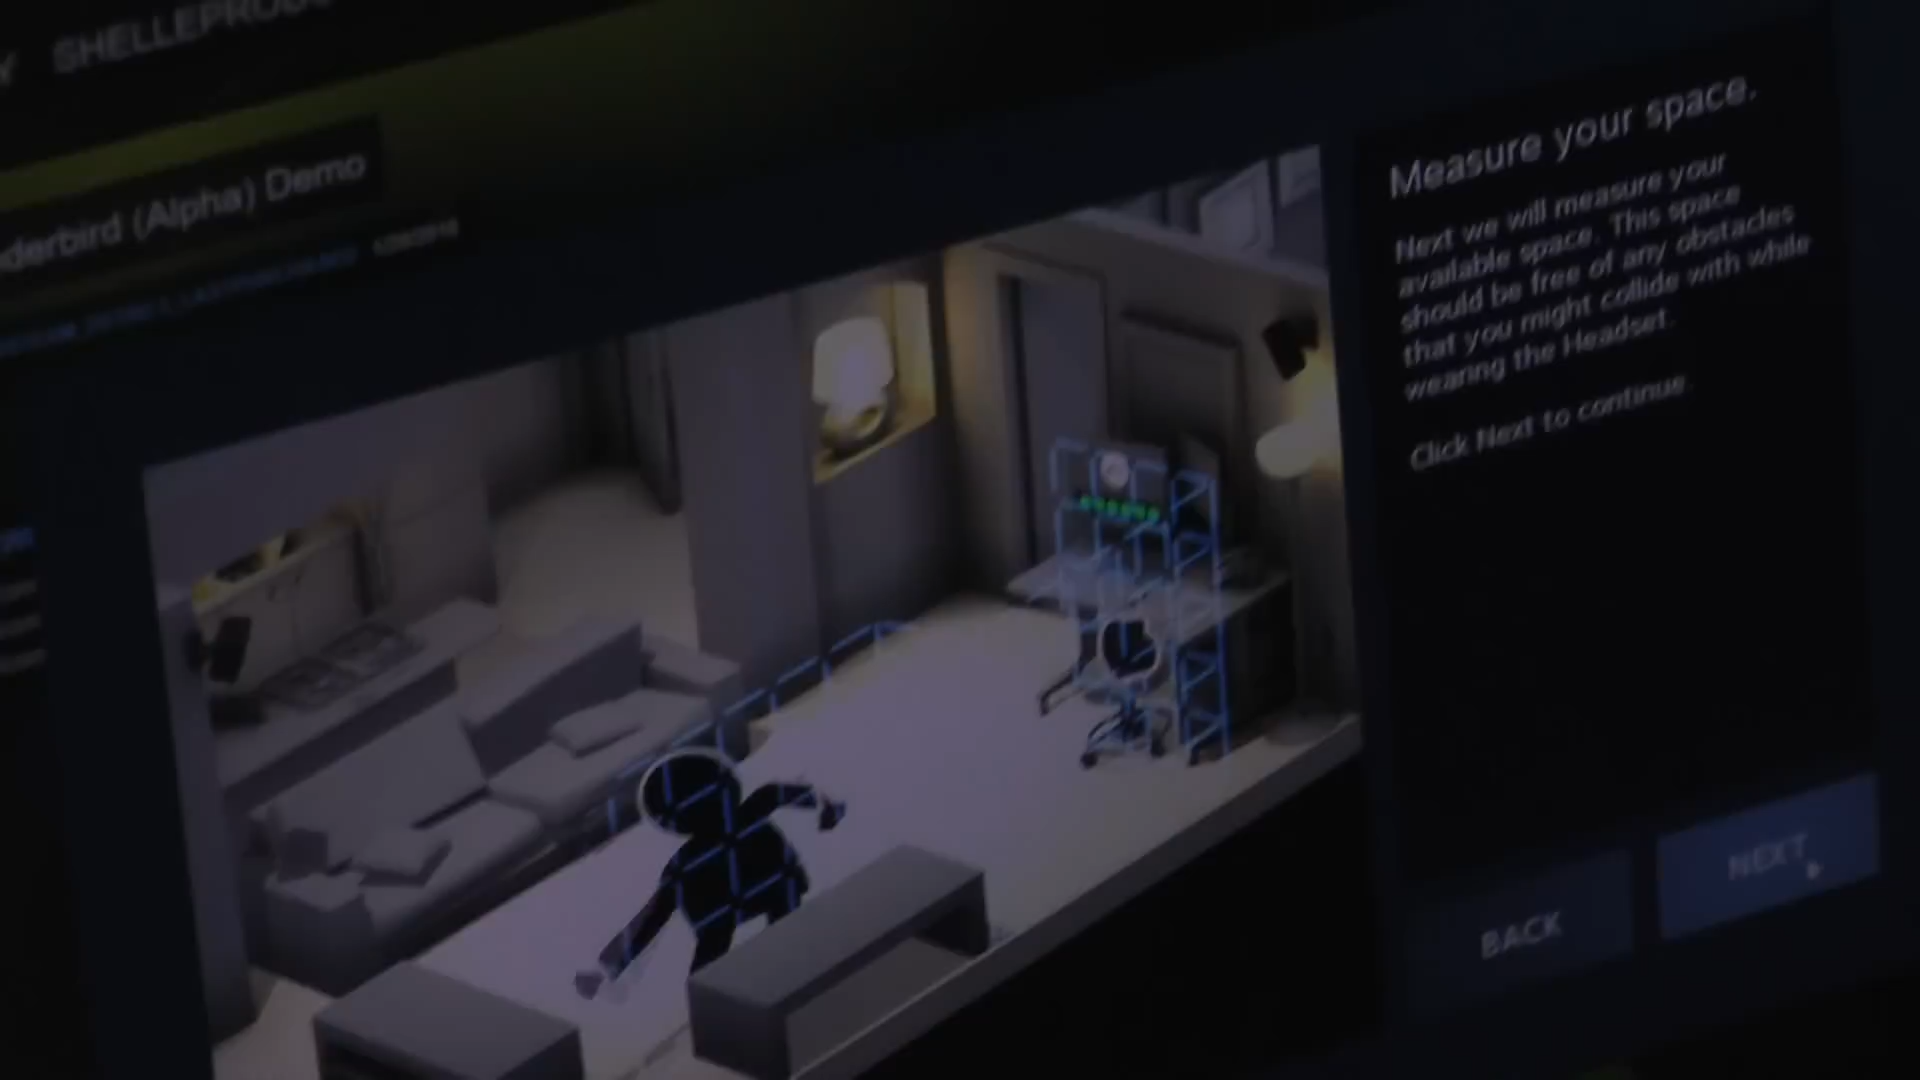 SHELLEPRODU
derbird (Alpha) Demo
Measure your space.
Next we will measure your
available space. This space
should be free of any obstacles
that you might collide with while
wearing the Headset.
Click Next to continue.
BACK
NEXT